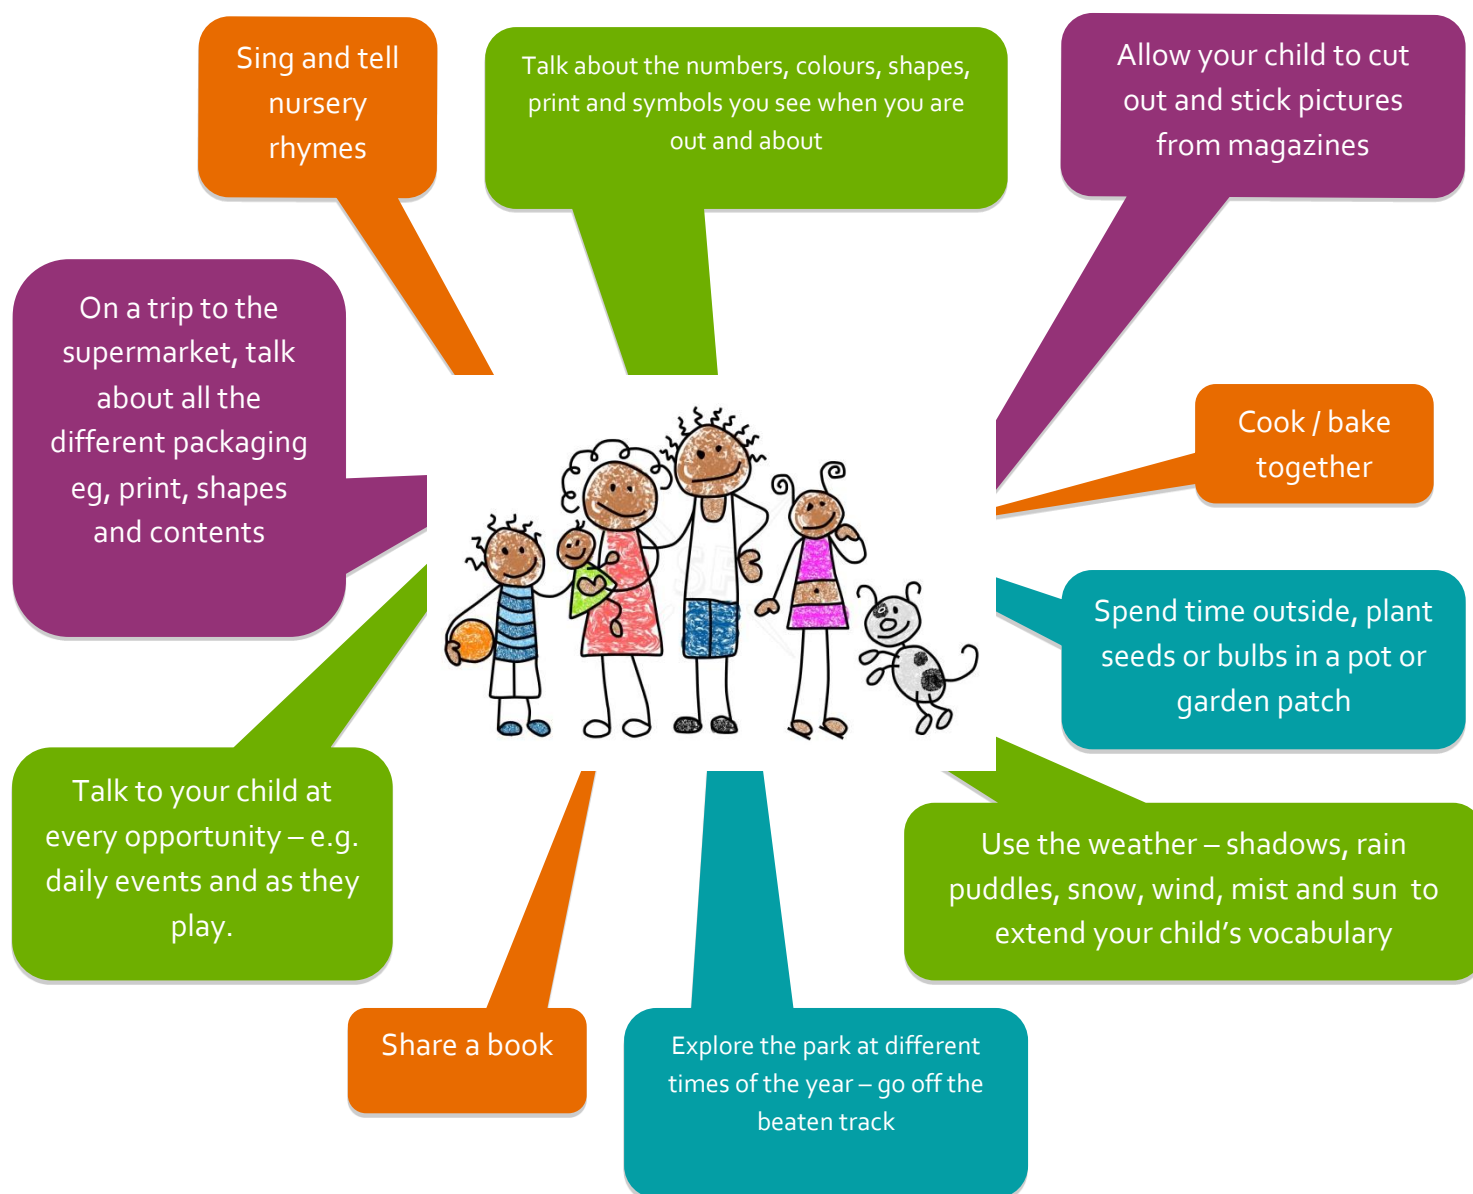 Sing and tell
nursery
rhymes
Talk about the numbers, colours, shapes,
print and symbols you see when you are
out and about
Allow your child to cut
out and stick pictures
from magazines
On a trip to the
supermarket, talk
about all the
different packaging
eg, print, shapes
and contents
Cook / bake
together
Spend time outside, plant
seeds or bulbs in a pot or
garden patch
Talk to your child at
every opportunity – e.g.
daily events and as they
play.
Use the weather – shadows, rain
puddles, snow, wind, mist and sun  to
extend your child’s vocabulary
Share a book
Explore the park at different
times of the year – go off the
beaten track